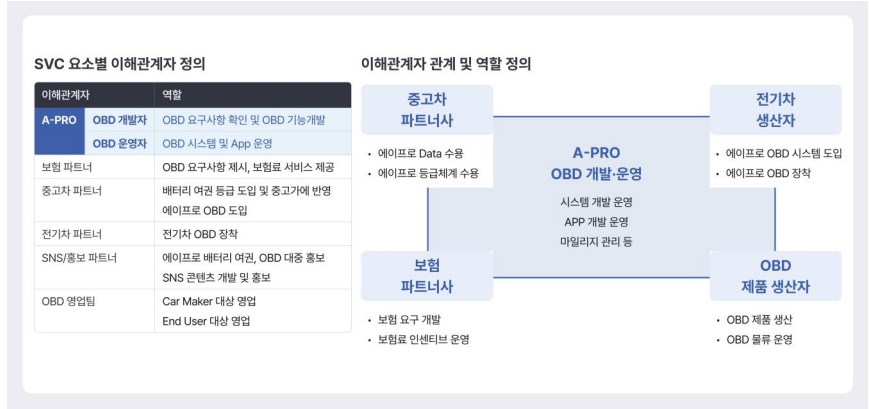 SVC 요소별 이해관계자 정의
이해관계자 역할
A-PRO OBD 개발자 OBD 요구사항 확인 및 OBD 기능개발
OBD 운영자 OBD 시스템 및 App 운영
보험 파트너 OBD 요구사항 제시, 보험료 서비스 제공
중고차 파트너 배터리 여권 등급 도입 및 중고가에 반영
에이프로 OBD 도입
전기차 파트너 전기차 OBD 장착
SNS/홍보 파트너 에이프로 배터리 여권, OBD 대중 홍보
SNS 콘텐츠 개발 및 홍보
OBD 영업팀 Car Maker 대상 영업
End User 대상 영업
이해관계자 관계 및 역할 정의
중고차
파트너사
• 에이프로 Data 수용
• 에이프로 등급체계 수용
전기차
생산자
• 에이프로 OBD 시스템 도입
• 에이프로 OBD 장착
A-PRO
OBD 개발·운영
시스템 개발 운영
APP 개발 운영
마일리지 관리 등
보험
파트너사
• 보험 요구 개발
• 보험료 인센티브 운영
OBD
제품 생산자
• OBD 제품 생산
• OBD 물류 운영